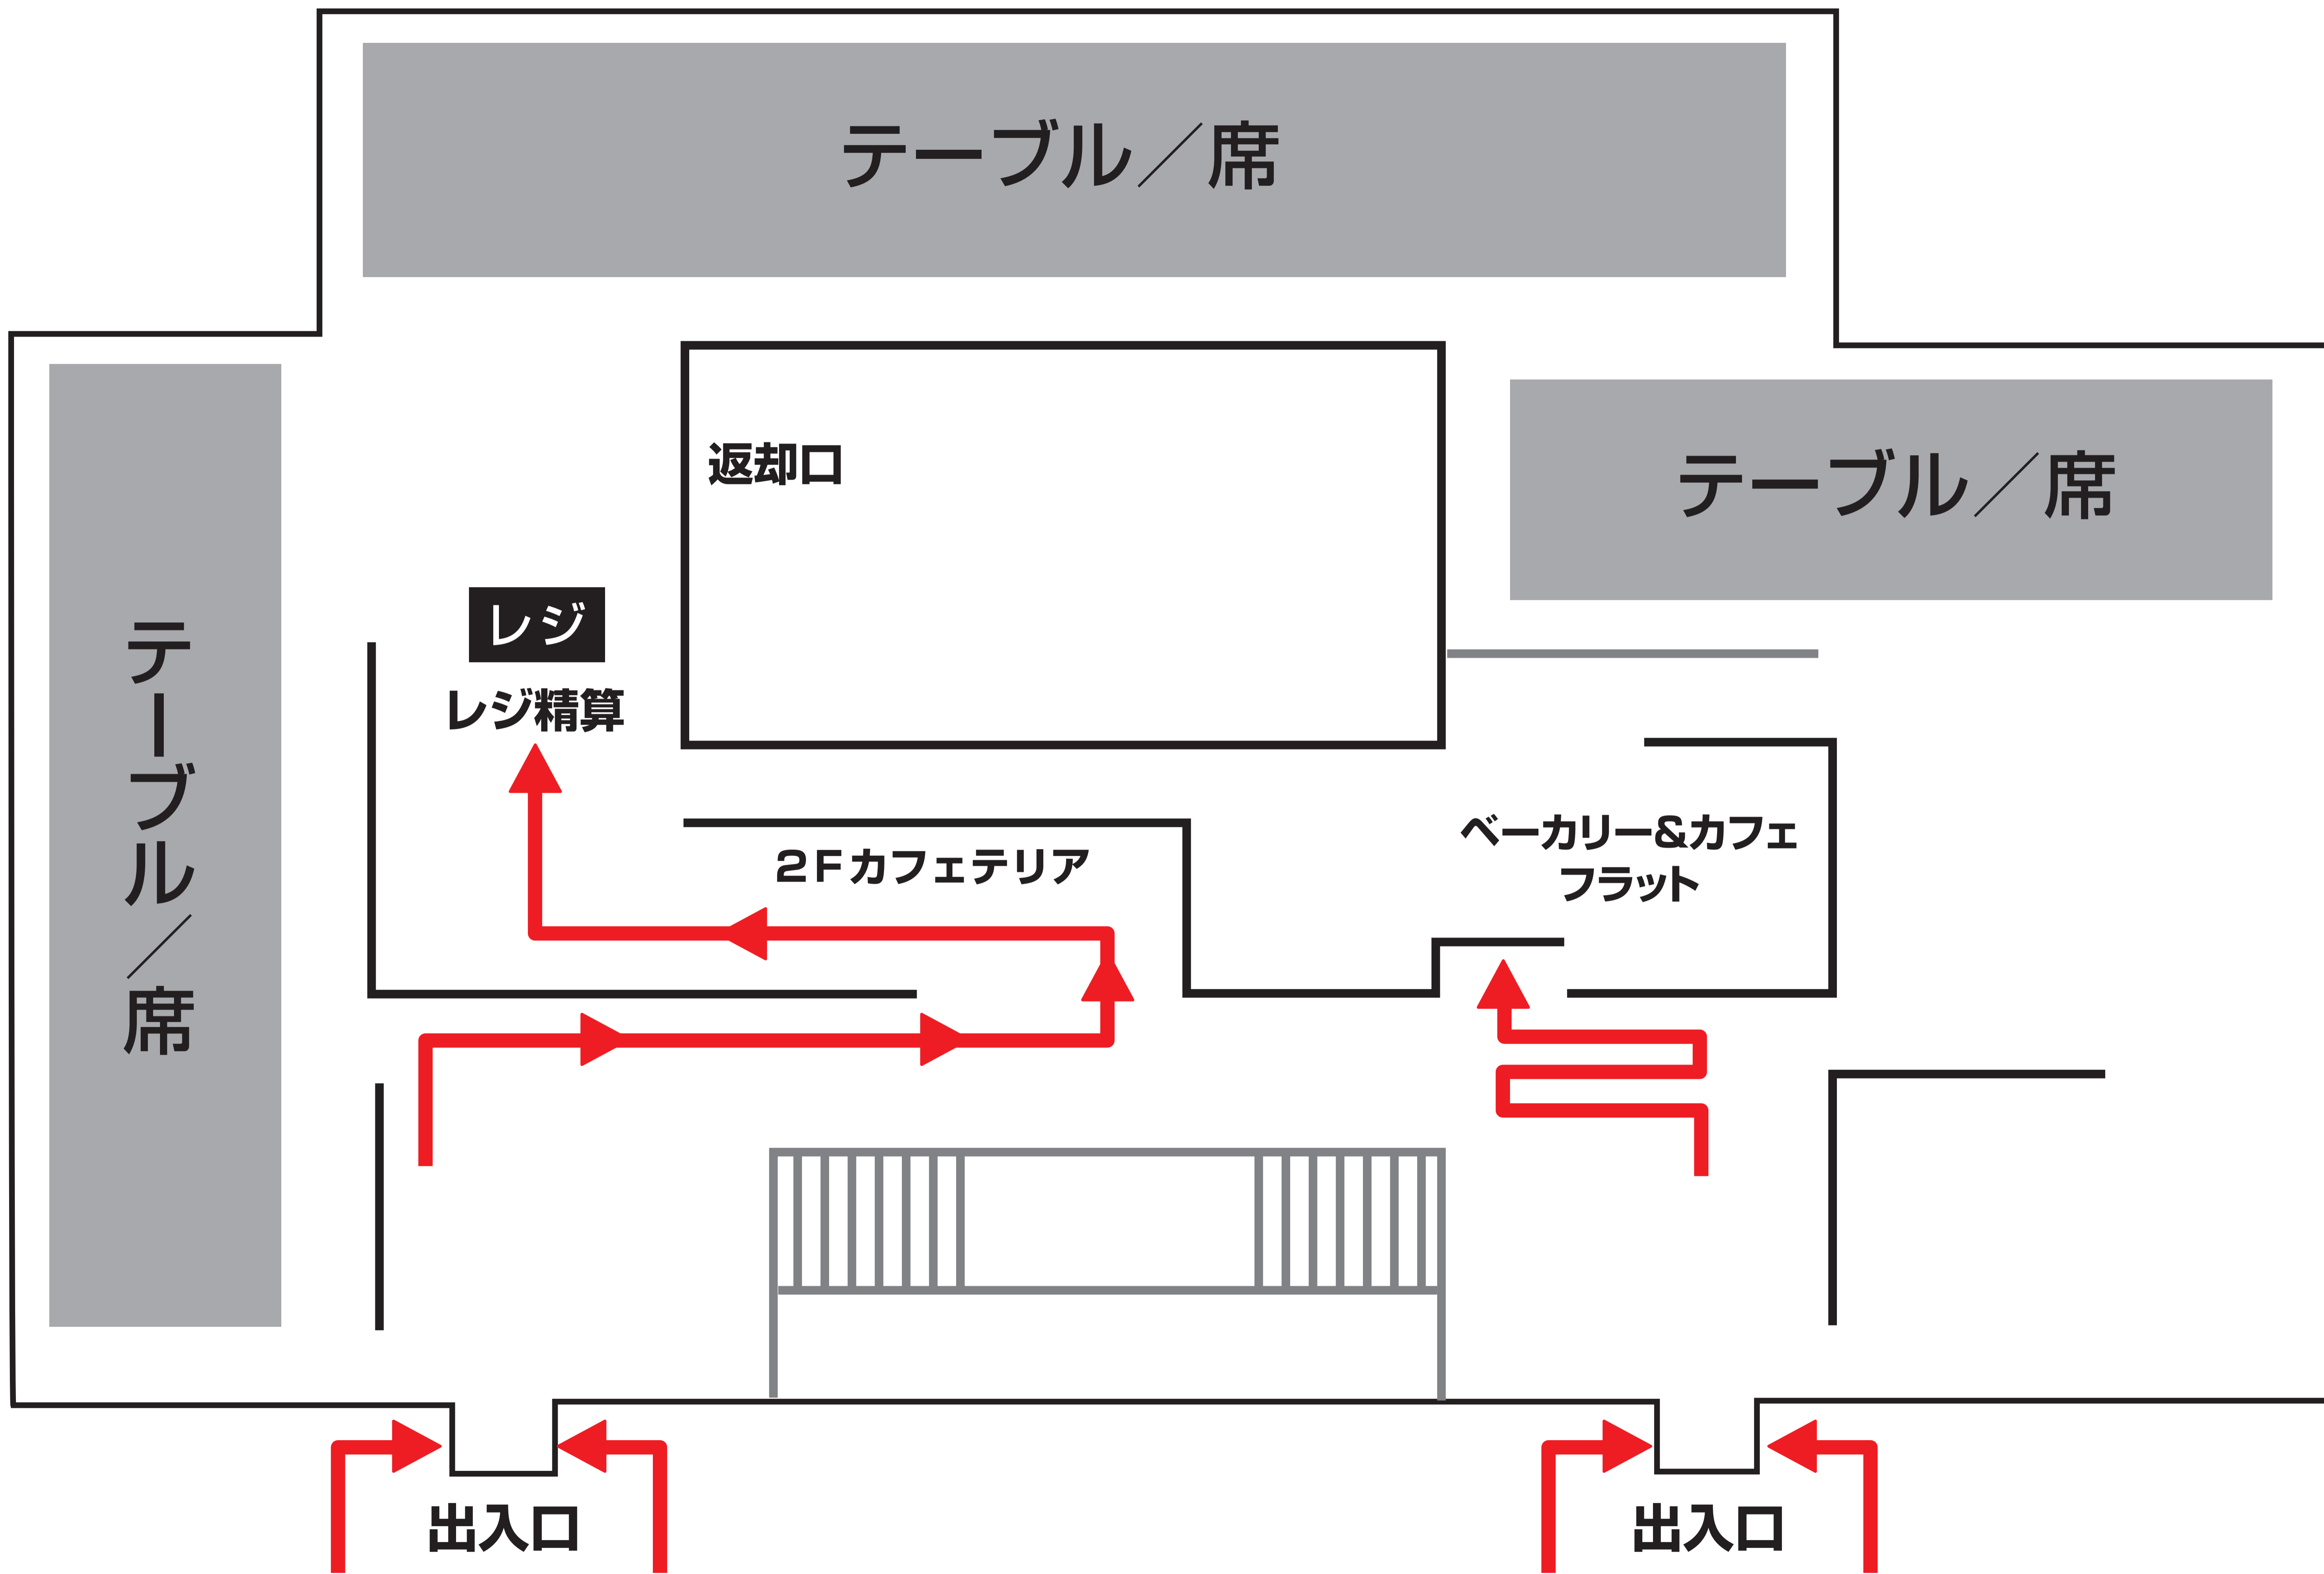 テーブル／席
返却口
テーブル／席
レジ
レジ精算
テーブル／席
2Fカフェテリア
ベーカリー&カフェ
フラット
出入口
出入口